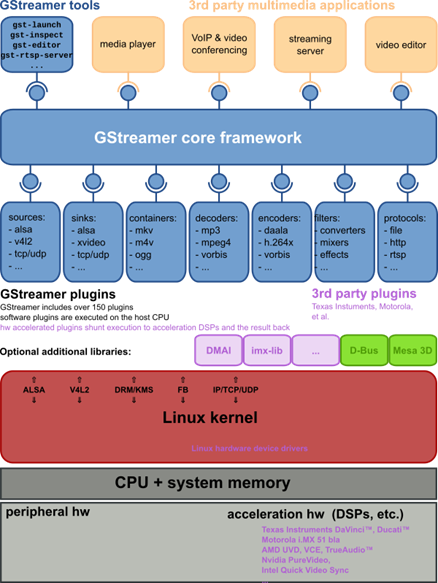 GStreamer tools
3rd party multimedia applications
gst-launch
gst-inspect
gst-editor
gst-rtsp-server
...
media player
VoIP & video
conferencing
streaming
server
video editor
GStreamer core framework
sources:
- alsa
- v4l2
- tcp/udp
- ...
sinks:
- alsa
- xvideo
- tcp/udp
- ...
containers:
- mkv
- m4v
- ogg
- ...
decoders:
- mp3
- mpeg4
- vorbis
- ...
encoders:
- daala
- h.264x
- vorbis
- ...
filters:
- converters
- mixers
- effects
- ...
protocols:
- file
- http
- rtsp
- ...
GStreamer plugins
GStreamer includes over 150 plugins
software plugins are executed on the host CPU
hw accelerated plugins shunt execution to acceleration DSPs and the result back
3rd party plugins
Texas Instuments, Motorola,
et al.
Optional additional libraries:
DMAI
imx-lib
...
D-Bus
Mesa 3D
⇑ ⇑ ⇑ ⇑ ⇑
ALSA V4L2 DRM/KMS FB IP/TCP/UDP
⇓ ⇓ ⇓ ⇓ ⇓
Linux kernel
Linux hardware device drivers
CPU + system memory
peripheral hw
acceleration hw (DSPs, etc.)
Texas Instruments DaVinci™, Ducati™
Motorola i.MX 51 bla
AMD UVD, VCE, TrueAudio™
Nvidia PureVideo,
Intel Quick Video Sync
...